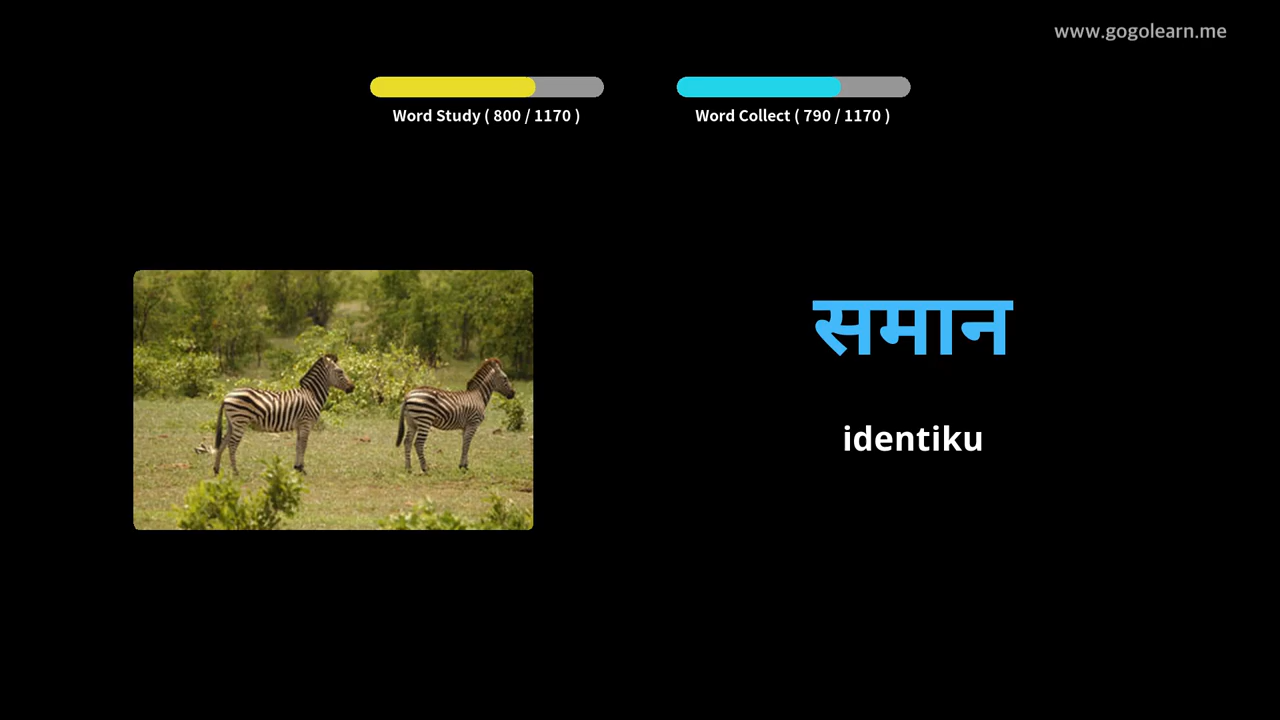 www.gogolearn.me
Word Study ( 800 / 1170 )
Word Collect ( 790 / 1170 )
समान
identiku